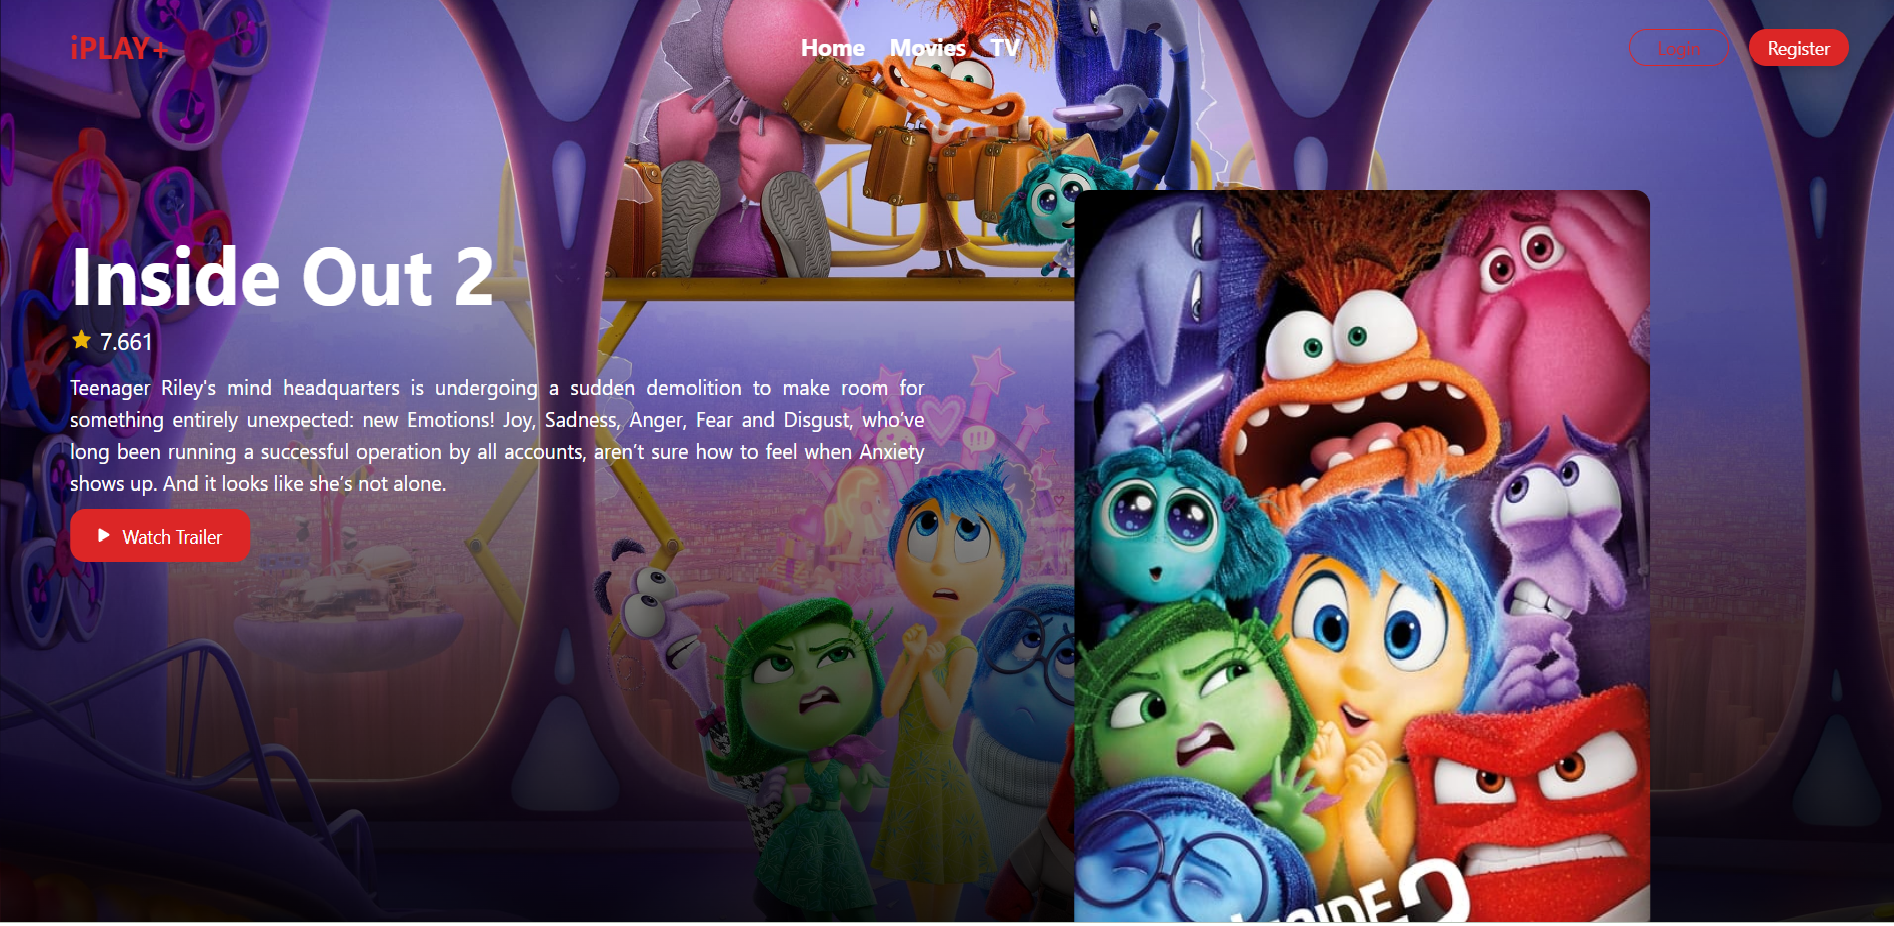 iPLAY+
Home Movies TV
Login
Register
Inside Out 2
7.661
Teenager Riley's mind headquarters is undergoing a sudden demolition to make room for
something entirely unexpected: new Emotions! Joy, Sadness, Anger, Fear and Disgust, who’ve
long been running a successful operation by all accounts, aren’t sure how to feel when Anxiety
shows up. And it looks like she’s not alone.
Watch Trailer
2